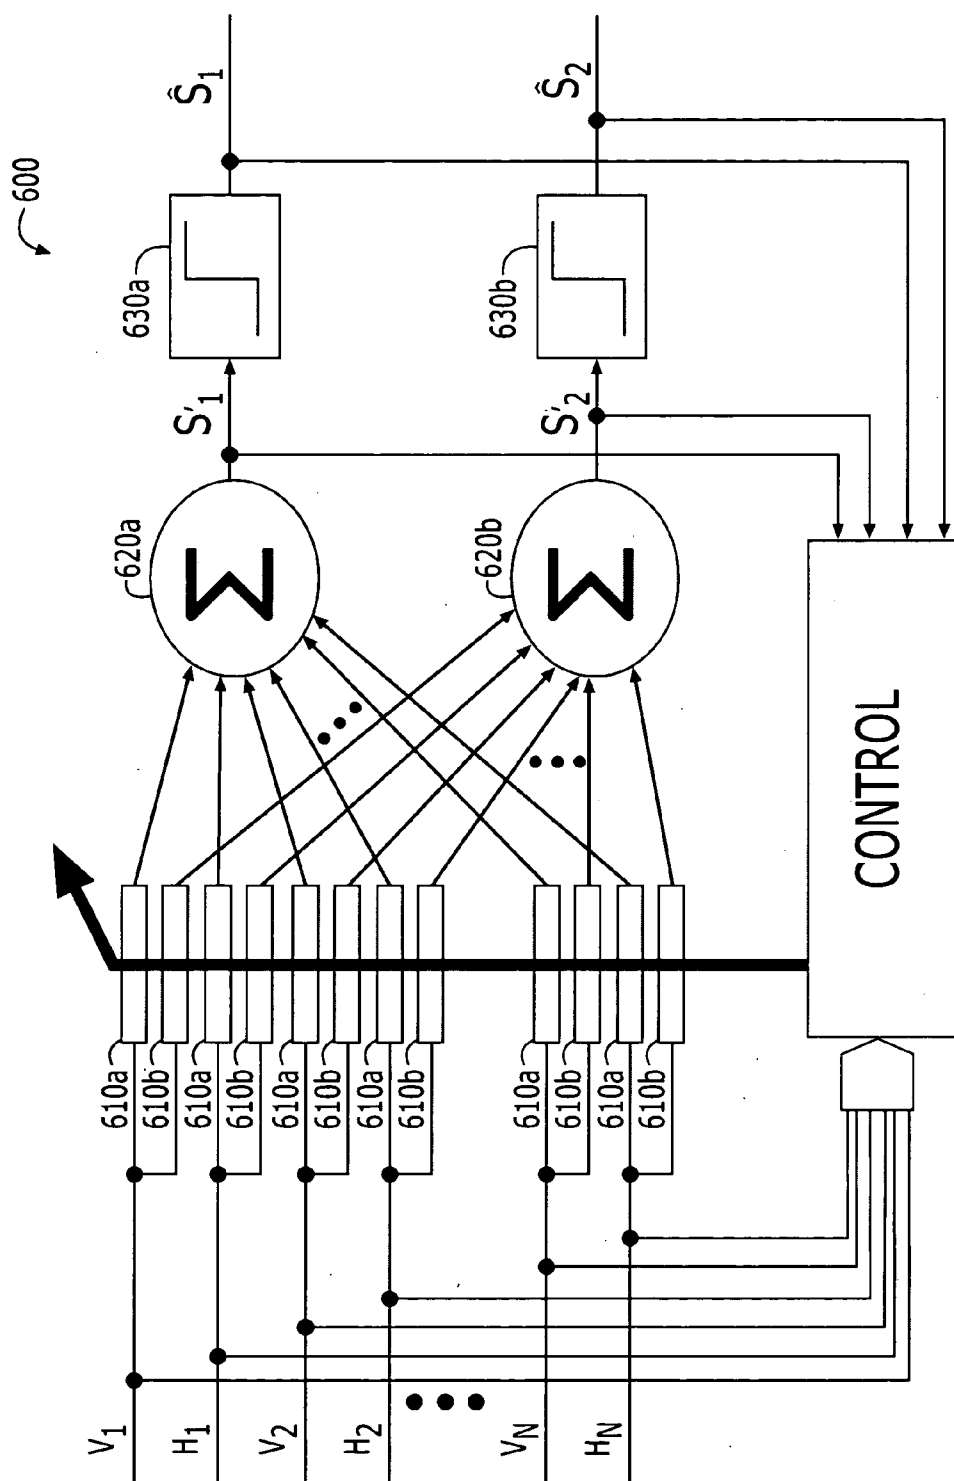 600
V1
H1
V2
H2
VN
HN
610a
610b
610a
610b
610a
610b
610a
610b
610a
610b
610a
610b
620a
Σ
620b
Σ
S'1
S'2
630a
630b
Ŝ1
Ŝ2
CONTROL